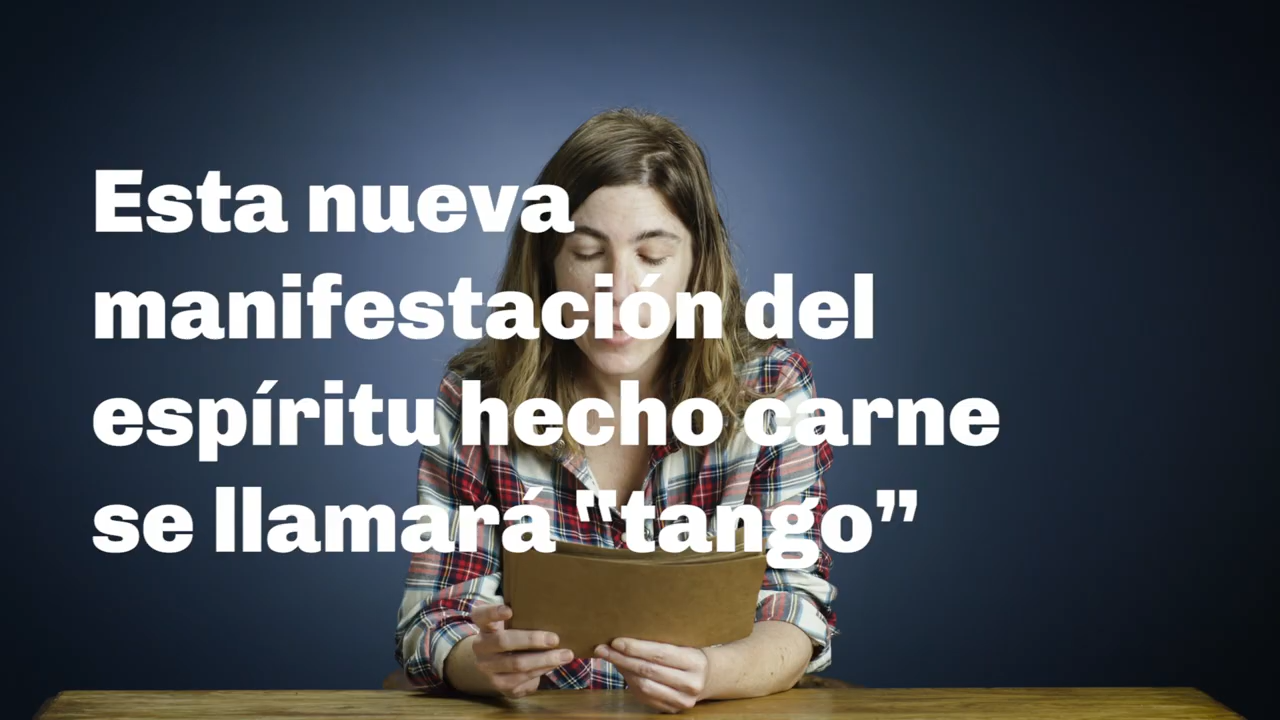 Esta nueva
manifestación del
espíritu hecho carne
se llamará “tango”